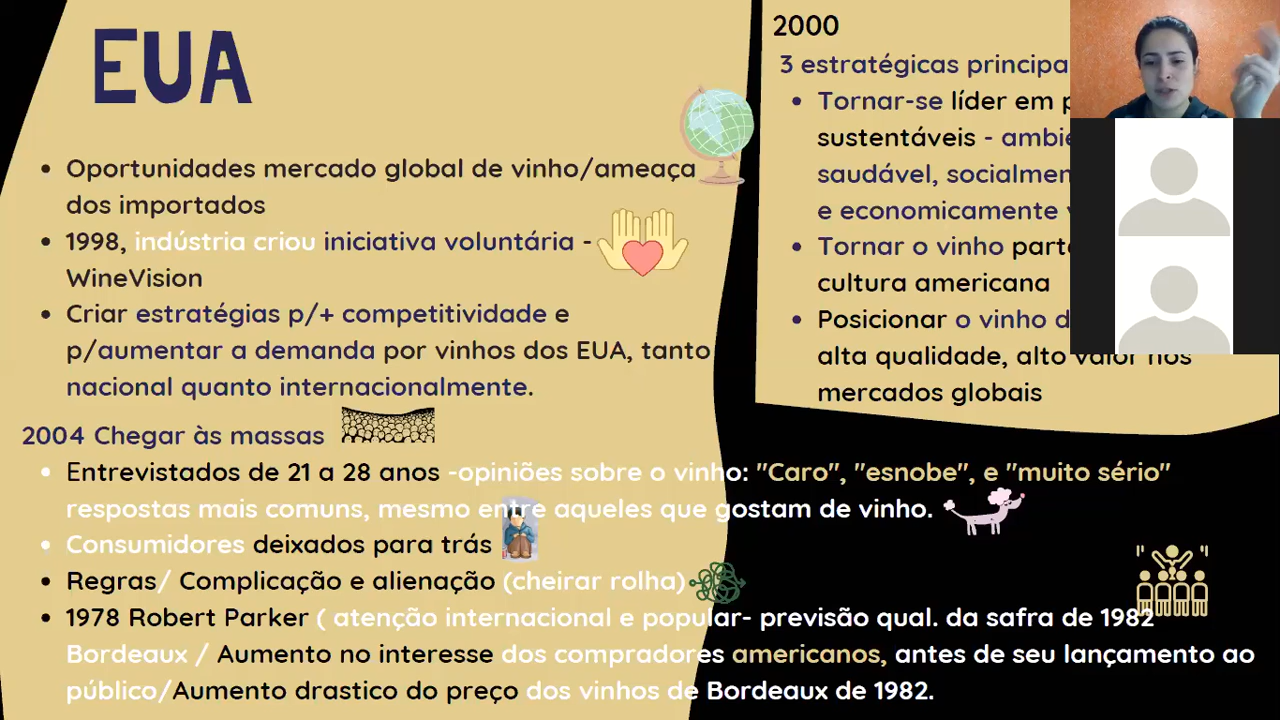 EUA
Oportunidades mercado global de vinho/ameaça
dos importados
1998, indústria criou iniciativa voluntária -
WineVision
Criar estratégias p/+ competitividade e
p/aumentar a demanda por vinhos dos EUA, tanto
nacional quanto internacionalmente.
2000
3 estratégicas
Tornar-se líder em
sustentáveis -
saudável,
e economicamente
Tornar o vinho
cultura americana
Posicionar o vinho
alta qualidade, alto valor nos
mercados globais
2004 Chegar às massas
Entrevistados de 21 a 28 anos -opiniões sobre o vinho: "Caro", "esnobe", e "muito sério"
respostas mais comuns, mesmo entre aqueles que gostam de vinho.
Consumidores deixados para trás
Regras/ Complicação e alienação (cheirar rolha)
1978 Robert Parker ( atenção internacional e popular- previsão qual. da safra de 1982
Bordeaux / Aumento no interesse dos compradores americanos, antes de seu lançamento ao
público/Aumento drastico do preço dos vinhos de Bordeaux de 1982.